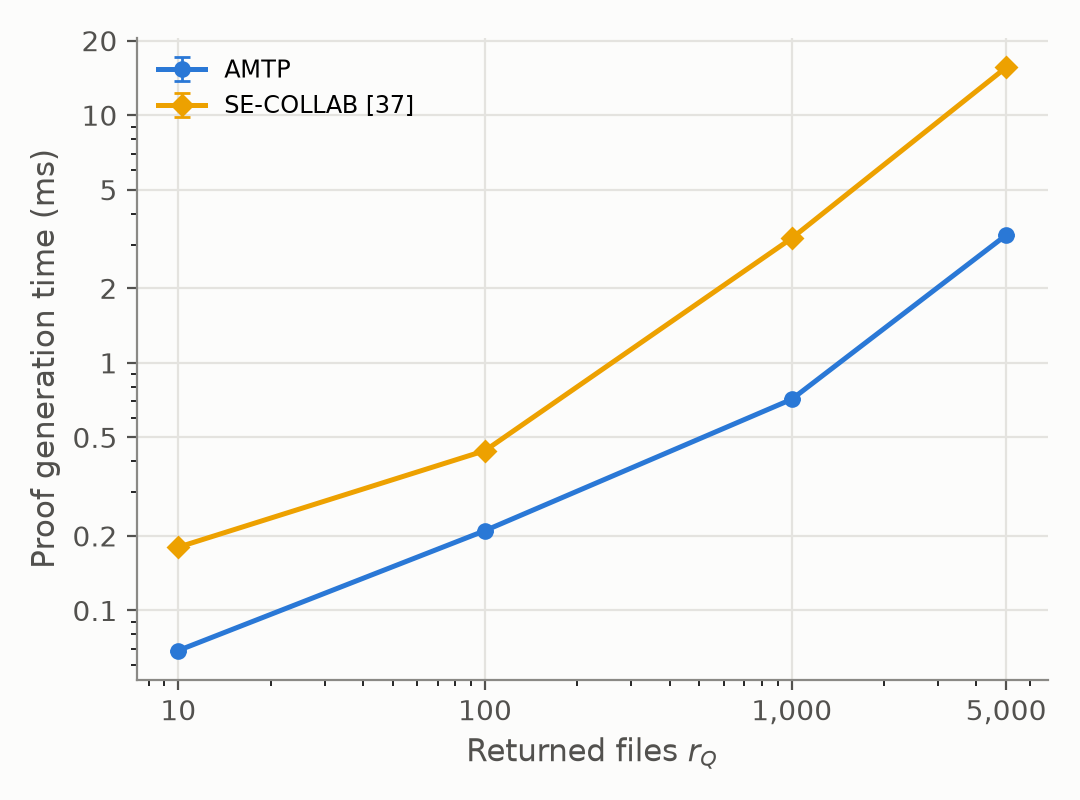 Proof generation time (ms)
20
10
5
2
1
0.5
0.2
0.1
AMTP
SE-COLLAB [37]
10 100 1,000 5,000
Returned files r_Q